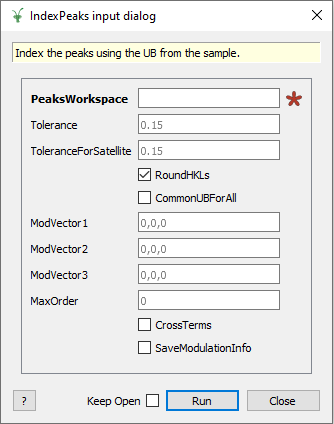 IndexPeaks input dialog
Index the peaks using the UB from the sample.
PeaksWorkspace
Tolerance 0.15
ToleranceForSatellite 0.15
RoundHKLs
CommonUBForAll
ModVector1 0,0,0
ModVector2 0,0,0
ModVector3 0,0,0
MaxOrder 0
CrossTerms
SaveModulationInfo
? Keep Open Run Close